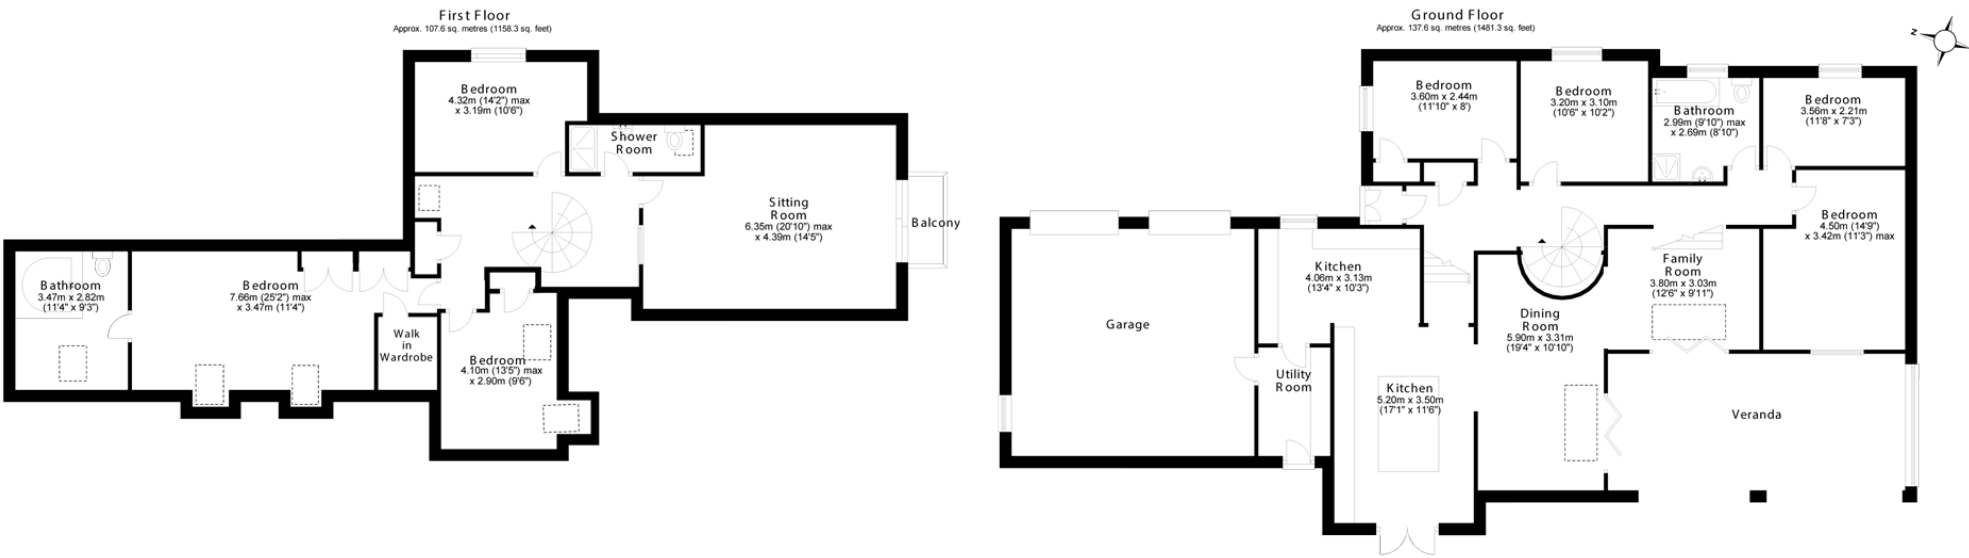 First Floor
Approx. 107.6 sq. metres (1158.3 sq. feet)
Bedroom
4.32m (14'2") max
x 3.19m (10'6")
Shower
Room
Sitting
Room
6.35m (20'10") max
x 4.39m (14'5")
Balcony
Bathroom
3.47m x 2.82m
(11'4" x 9'3")
Bedroom
7.66m (25'2") max
x 3.47m (11'4")
Walk
in
Wardrobe
Bedroom
4.10m (13'5") max
x 2.90m (9'6")
Ground Floor
Approx. 137.6 sq. metres (1481.3 sq. feet)
N
Bedroom
3.60m x 2.44m
(11'10" x 8')
Bedroom
3.20m x 3.10m
(10'6" x 10'2")
Bathroom
2.99m (9'10") max
x 2.69m (8'10")
Bedroom
3.56m x 2.21m
(11'8" x 7'3")
Bedroom
4.50m (14'9")
x 3.42m (11'3") max
Kitchen
4.06m x 3.13m
(13'4" x 10'3")
Family
Room
3.80m x 3.03m
(12'6" x 9'11")
Garage
Dining
Room
5.90m x 3.31m
(19'4" x 10'10")
Utility
Room
Kitchen
5.20m x 3.50m
(17'1" x 11'6")
Veranda